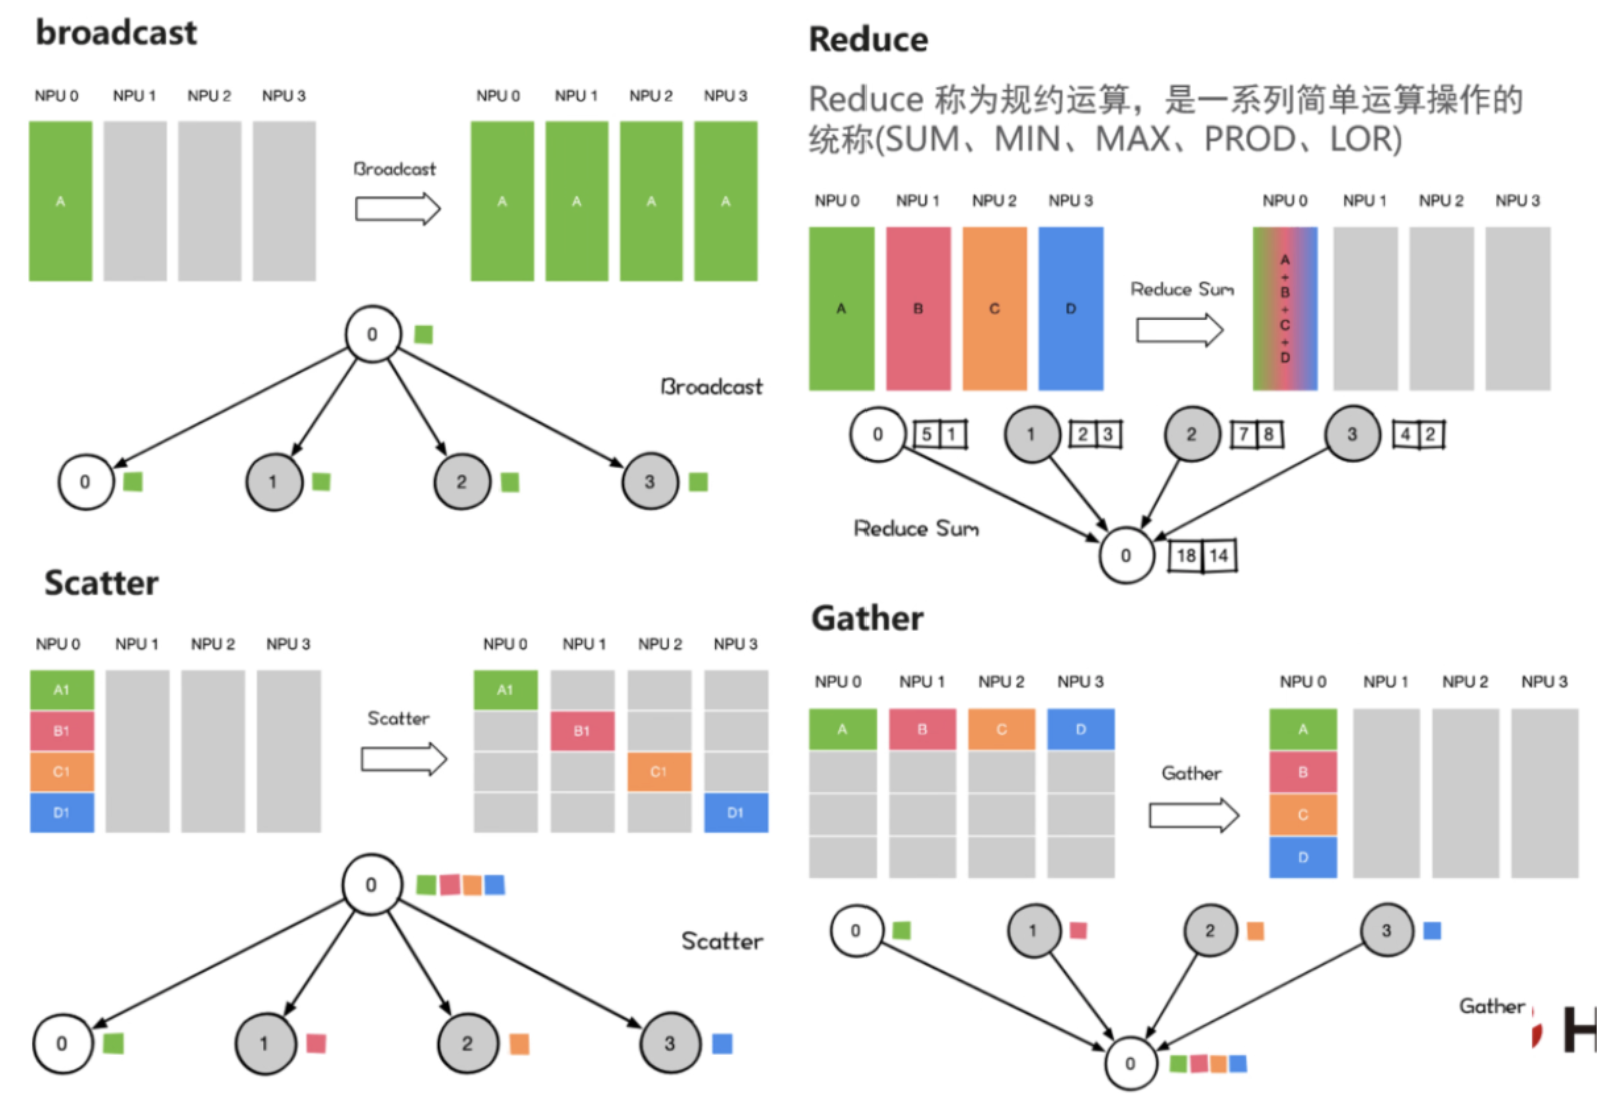 broadcast
NPU 0 NPU 1 NPU 2 NPU 3
NPU 0 NPU 1 NPU 2 NPU 3
A
Broadcast
A A A A
0
Broadcast
0 1 2 3
Scatter
NPU 0 NPU 1 NPU 2 NPU 3
NPU 0 NPU 1 NPU 2 NPU 3
A1
B1
C1
D1
Scatter
A1
B1
C1
D1
0
Scatter
0 1 2 3
Reduce
Reduce 称为规约运算，是一系列简单运算操作的
统称(SUM、MIN、MAX、PROD、LOR)
NPU 0 NPU 1 NPU 2 NPU 3
NPU 0 NPU 1 NPU 2 NPU 3
A B C D
Reduce Sum
A
+
B
+
C
+
D
0 5 1 1 2 3 2 7 8 3 4 2
Reduce Sum
0 18 14
Gather
NPU 0 NPU 1 NPU 2 NPU 3
NPU 0 NPU 1 NPU 2 NPU 3
A B C D
Gather
A
B
C
D
0 1 2 3
Gather
0